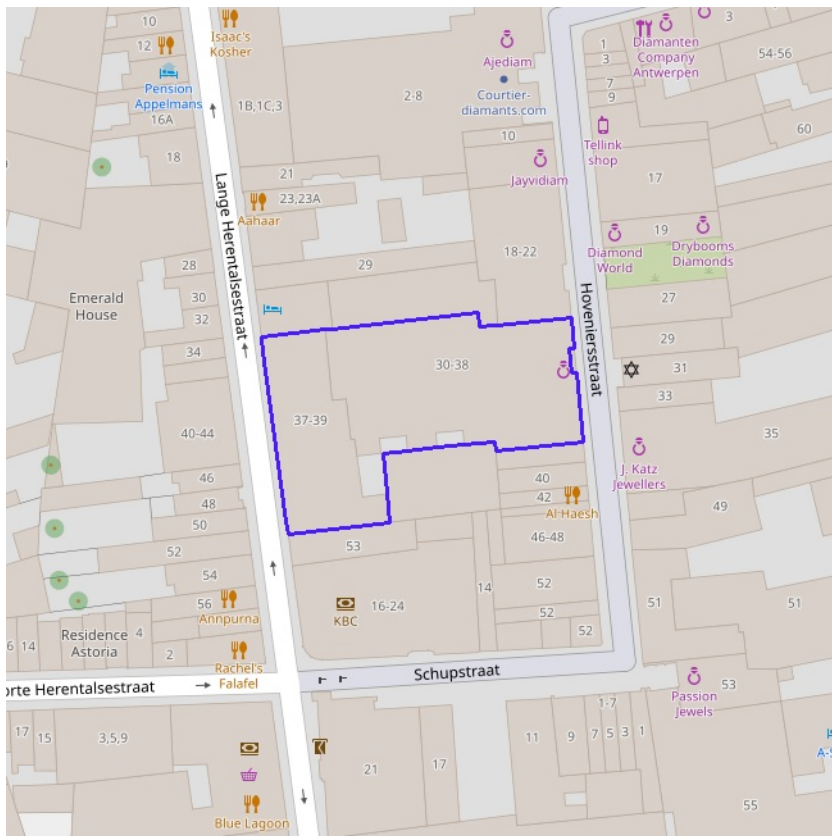 10
12
Isaac's
Kosher
Pension
Appelmans
16A
18
1B,1C,3
2-8
Ajediam
Courtier-
diamants.com
10
Jayvidiam
1
3
7
9
Diamanten
Company
Antwerpen
3
54-56
60
Tellink
shop
17
19
Diamond
World
Drybooms
Diamonds
21
23,23A
Aahaar
Lange Herentalsestraat
18-22
27
29
28
30
32
34
Emerald
House
29
31
33
Hoveniersstraat
30-38
37-39
40-44
46
48
50
52
54
56
35
J. Katz
Jewellers
49
40
42
Al Haesh
46-48
52
52
52
53
14
16-24
KBC
51
51
Annpurna
Residence
Astoria
6
14
4
2
Rachel's
Falafel
orte Herentalsestraat
Schupstraat
Passion
Jewels
53
17
15
3,5,9
21
17
11
9
1-7
7
5
3
1
A-S
55
Blue Lagoon